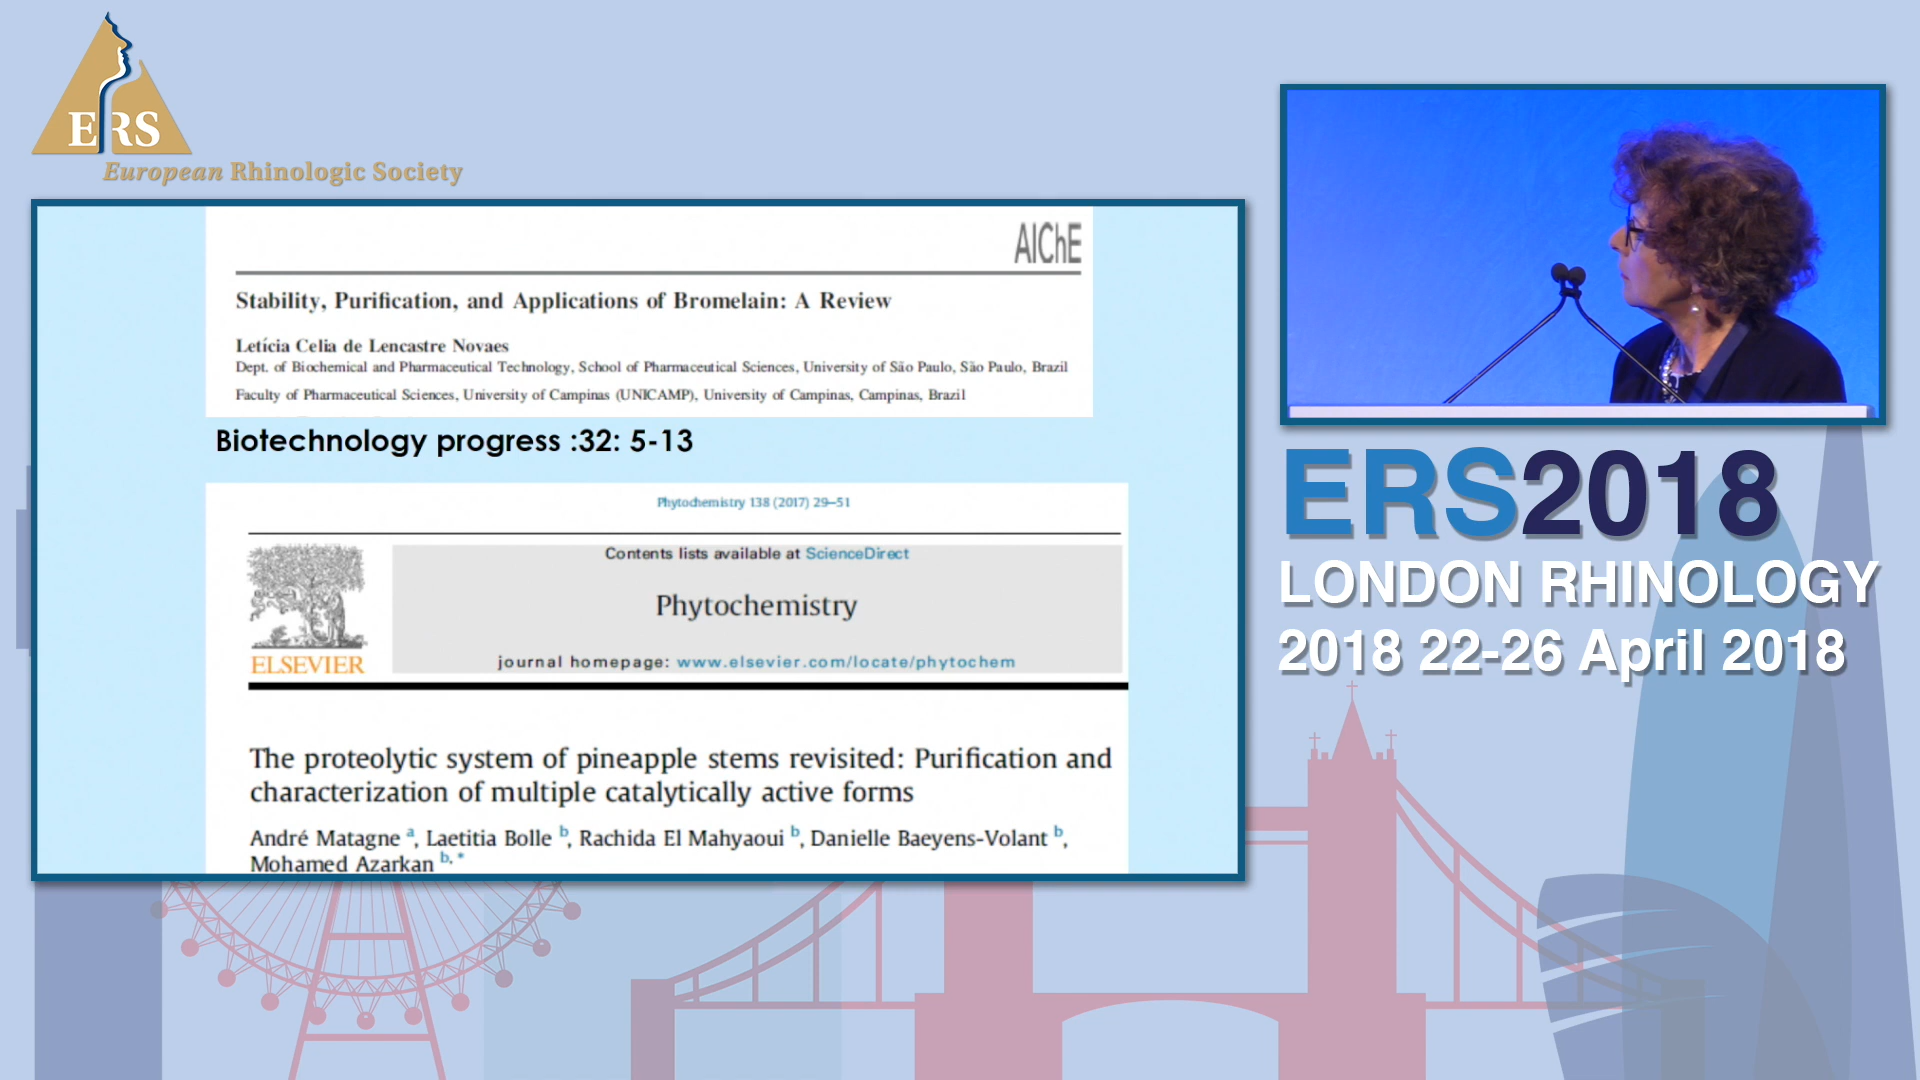 ERS
European Rhinologic Society
AIChE
Stability, Purification, and Applications of Bromelain: A Review
Letícia Celia de Lencastre Novaes
Dept. of Biochemical and Pharmaceutical Technology, School of Pharmaceutical Sciences, University of São Paulo, São Paulo, Brazil
Faculty of Pharmaceutical Sciences, University of Campinas (UNICAMP), University of Campinas, Campinas, Brazil
Biotechnology progress :32: 5-13
Phytochemistry 138 (2017) 29–51
Contents lists available at ScienceDirect
Phytochemistry
journal homepage: www.elsevier.com/locate/phytochem
ELSEVIER
The proteolytic system of pineapple stems revisited: Purification and
characterization of multiple catalytically active forms
André Matagne a, Laetitia Bolle b, Rachida El Mahyaoui b, Danielle Baeyens-Volant b,
Mohamed Azarkan b, *
ERS2018
LONDON RHINOLOGY
2018 22-26 April 2018